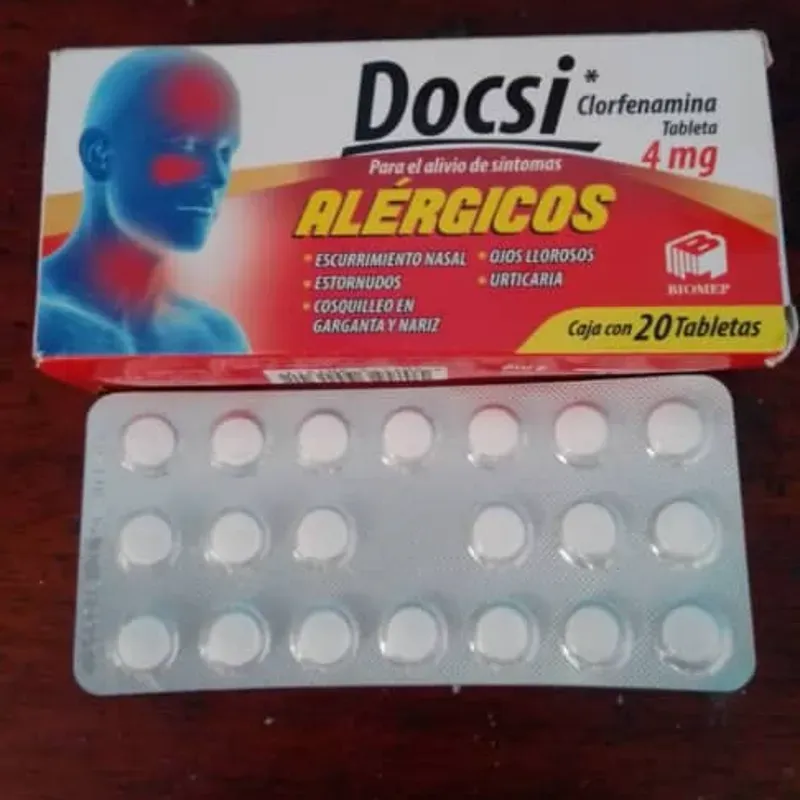 Docsi*
Clorfenamina
Tableta
4 mg
Para el alivio de síntomas
ALÉRGICOS
• ESCURRIMIENTO NASAL
• ESTORNUDOS
• COSQUILLEO EN
GARGANTA Y NARIZ
• OJOS LLOROSOS
• URTICARIA
BIOMEP
Caja con 20 Tabletas